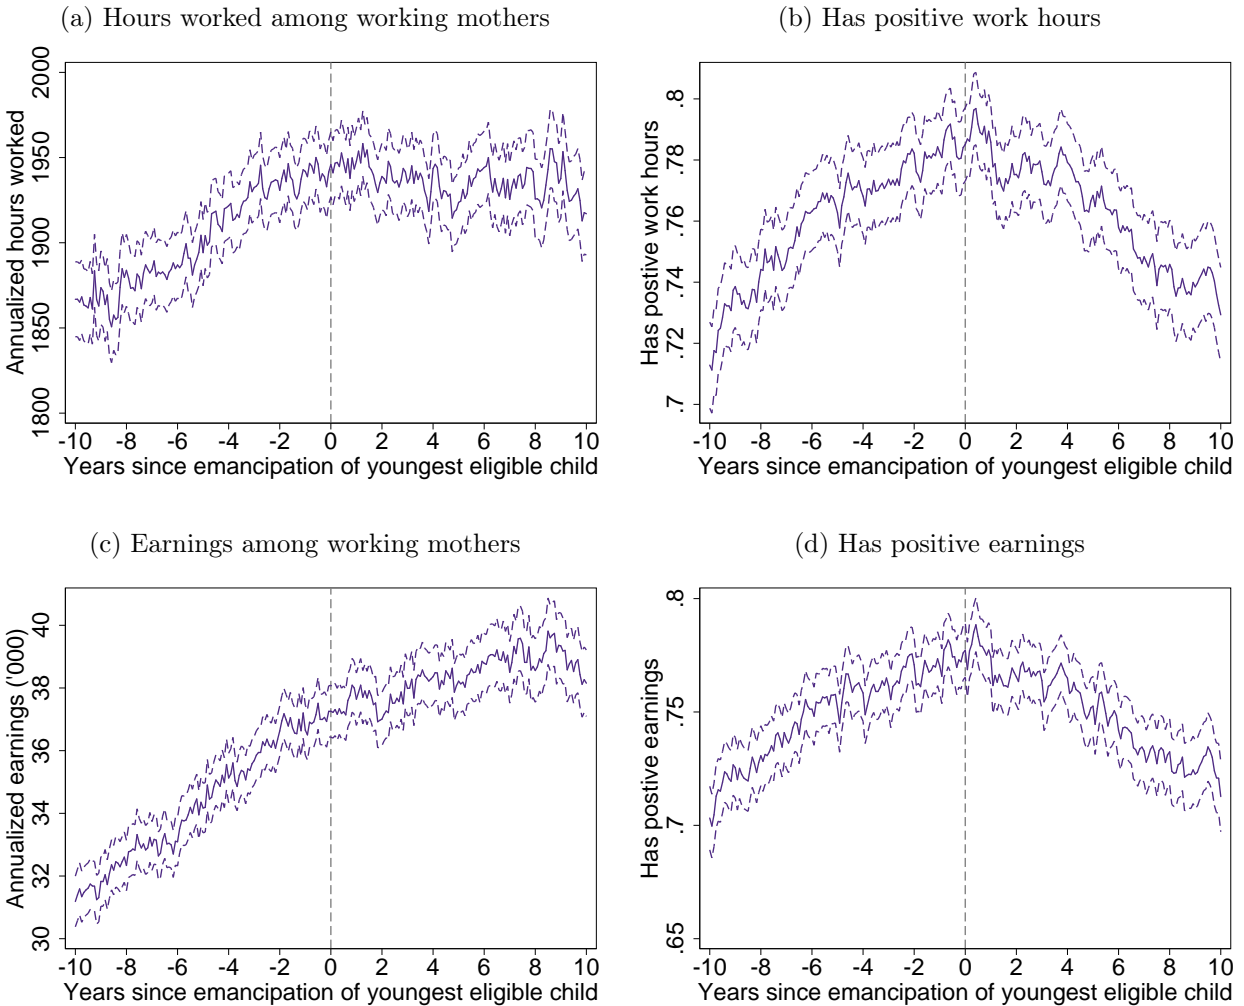 (a) Hours worked among working mothers
Annualized hours worked
2000
1950
1900
1850
1800
-10 -8 -6 -4 -2 0 2 4 6 8 10
Years since emancipation of youngest eligible child
(b) Has positive work hours
Has postive work hours
.8
.78
.76
.74
.72
.7
-10 -8 -6 -4 -2 0 2 4 6 8 10
Years since emancipation of youngest eligible child
(c) Earnings among working mothers
Annualized earnings ('000)
40
38
36
34
32
30
-10 -8 -6 -4 -2 0 2 4 6 8 10
Years since emancipation of youngest eligible child
(d) Has positive earnings
Has postive earnings
.8
.75
.7
.65
-10 -8 -6 -4 -2 0 2 4 6 8 10
Years since emancipation of youngest eligible child